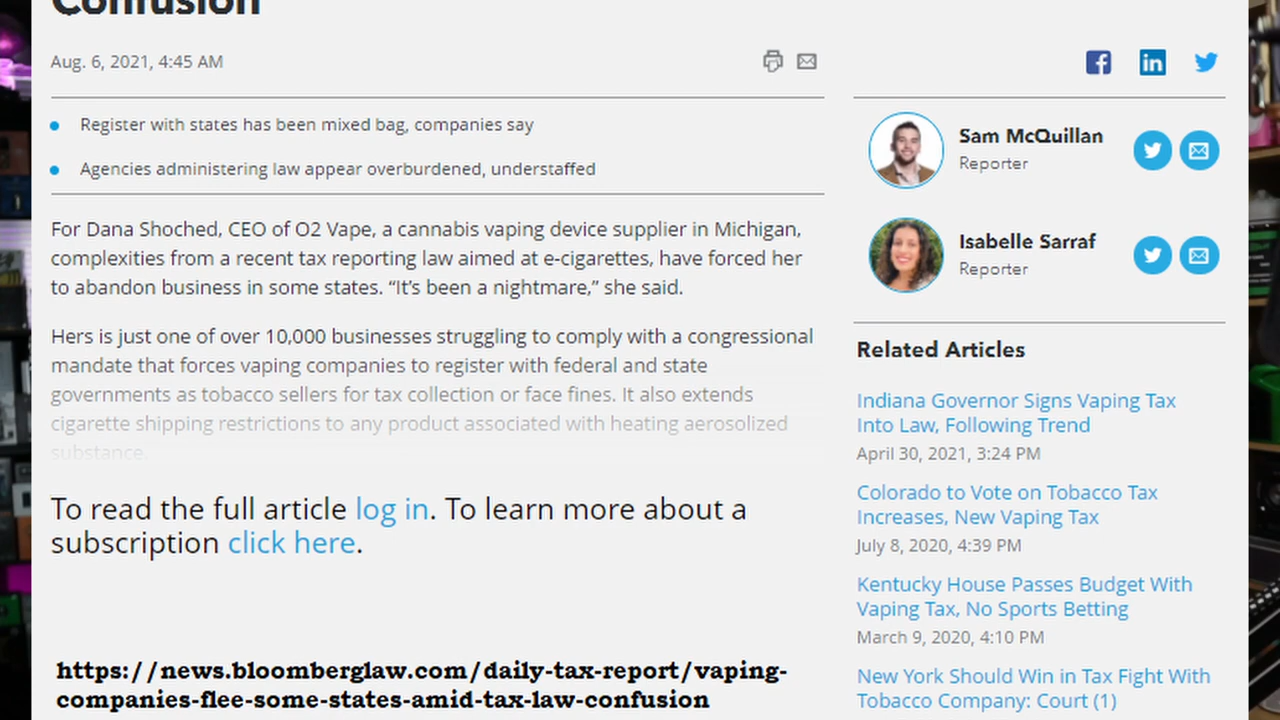 Confusion
Aug. 6, 2021, 4:45 AM
Register with states has been mixed bag, companies say
Agencies administering law appear overburdened, understaffed
For Dana Shoched, CEO of O2 Vape, a cannabis vaping device supplier in Michigan,
complexities from a recent tax reporting law aimed at e-cigarettes, have forced her
to abandon business in some states. “It’s been a nightmare,” she said.
Hers is just one of over 10,000 businesses struggling to comply with a congressional
mandate that forces vaping companies to register with federal and state
governments as tobacco sellers for tax collection or face fines. It also extends
cigarette shipping restrictions to any product associated with heating aerosolized
substance.
To read the full article log in. To learn more about a
subscription click here.
https://news.bloomberglaw.com/daily-tax-report/vaping-
companies-flee-some-states-amid-tax-law-confusion
Sam McQuillan
Reporter
Isabelle Sarraf
Reporter
Related Articles
Indiana Governor Signs Vaping Tax
Into Law, Following Trend
April 30, 2021, 3:24 PM
Colorado to Vote on Tobacco Tax
Increases, New Vaping Tax
July 8, 2020, 4:39 PM
Kentucky House Passes Budget With
Vaping Tax, No Sports Betting
March 9, 2020, 4:10 PM
New York Should Win in Tax Fight With
Tobacco Company: Court (1)